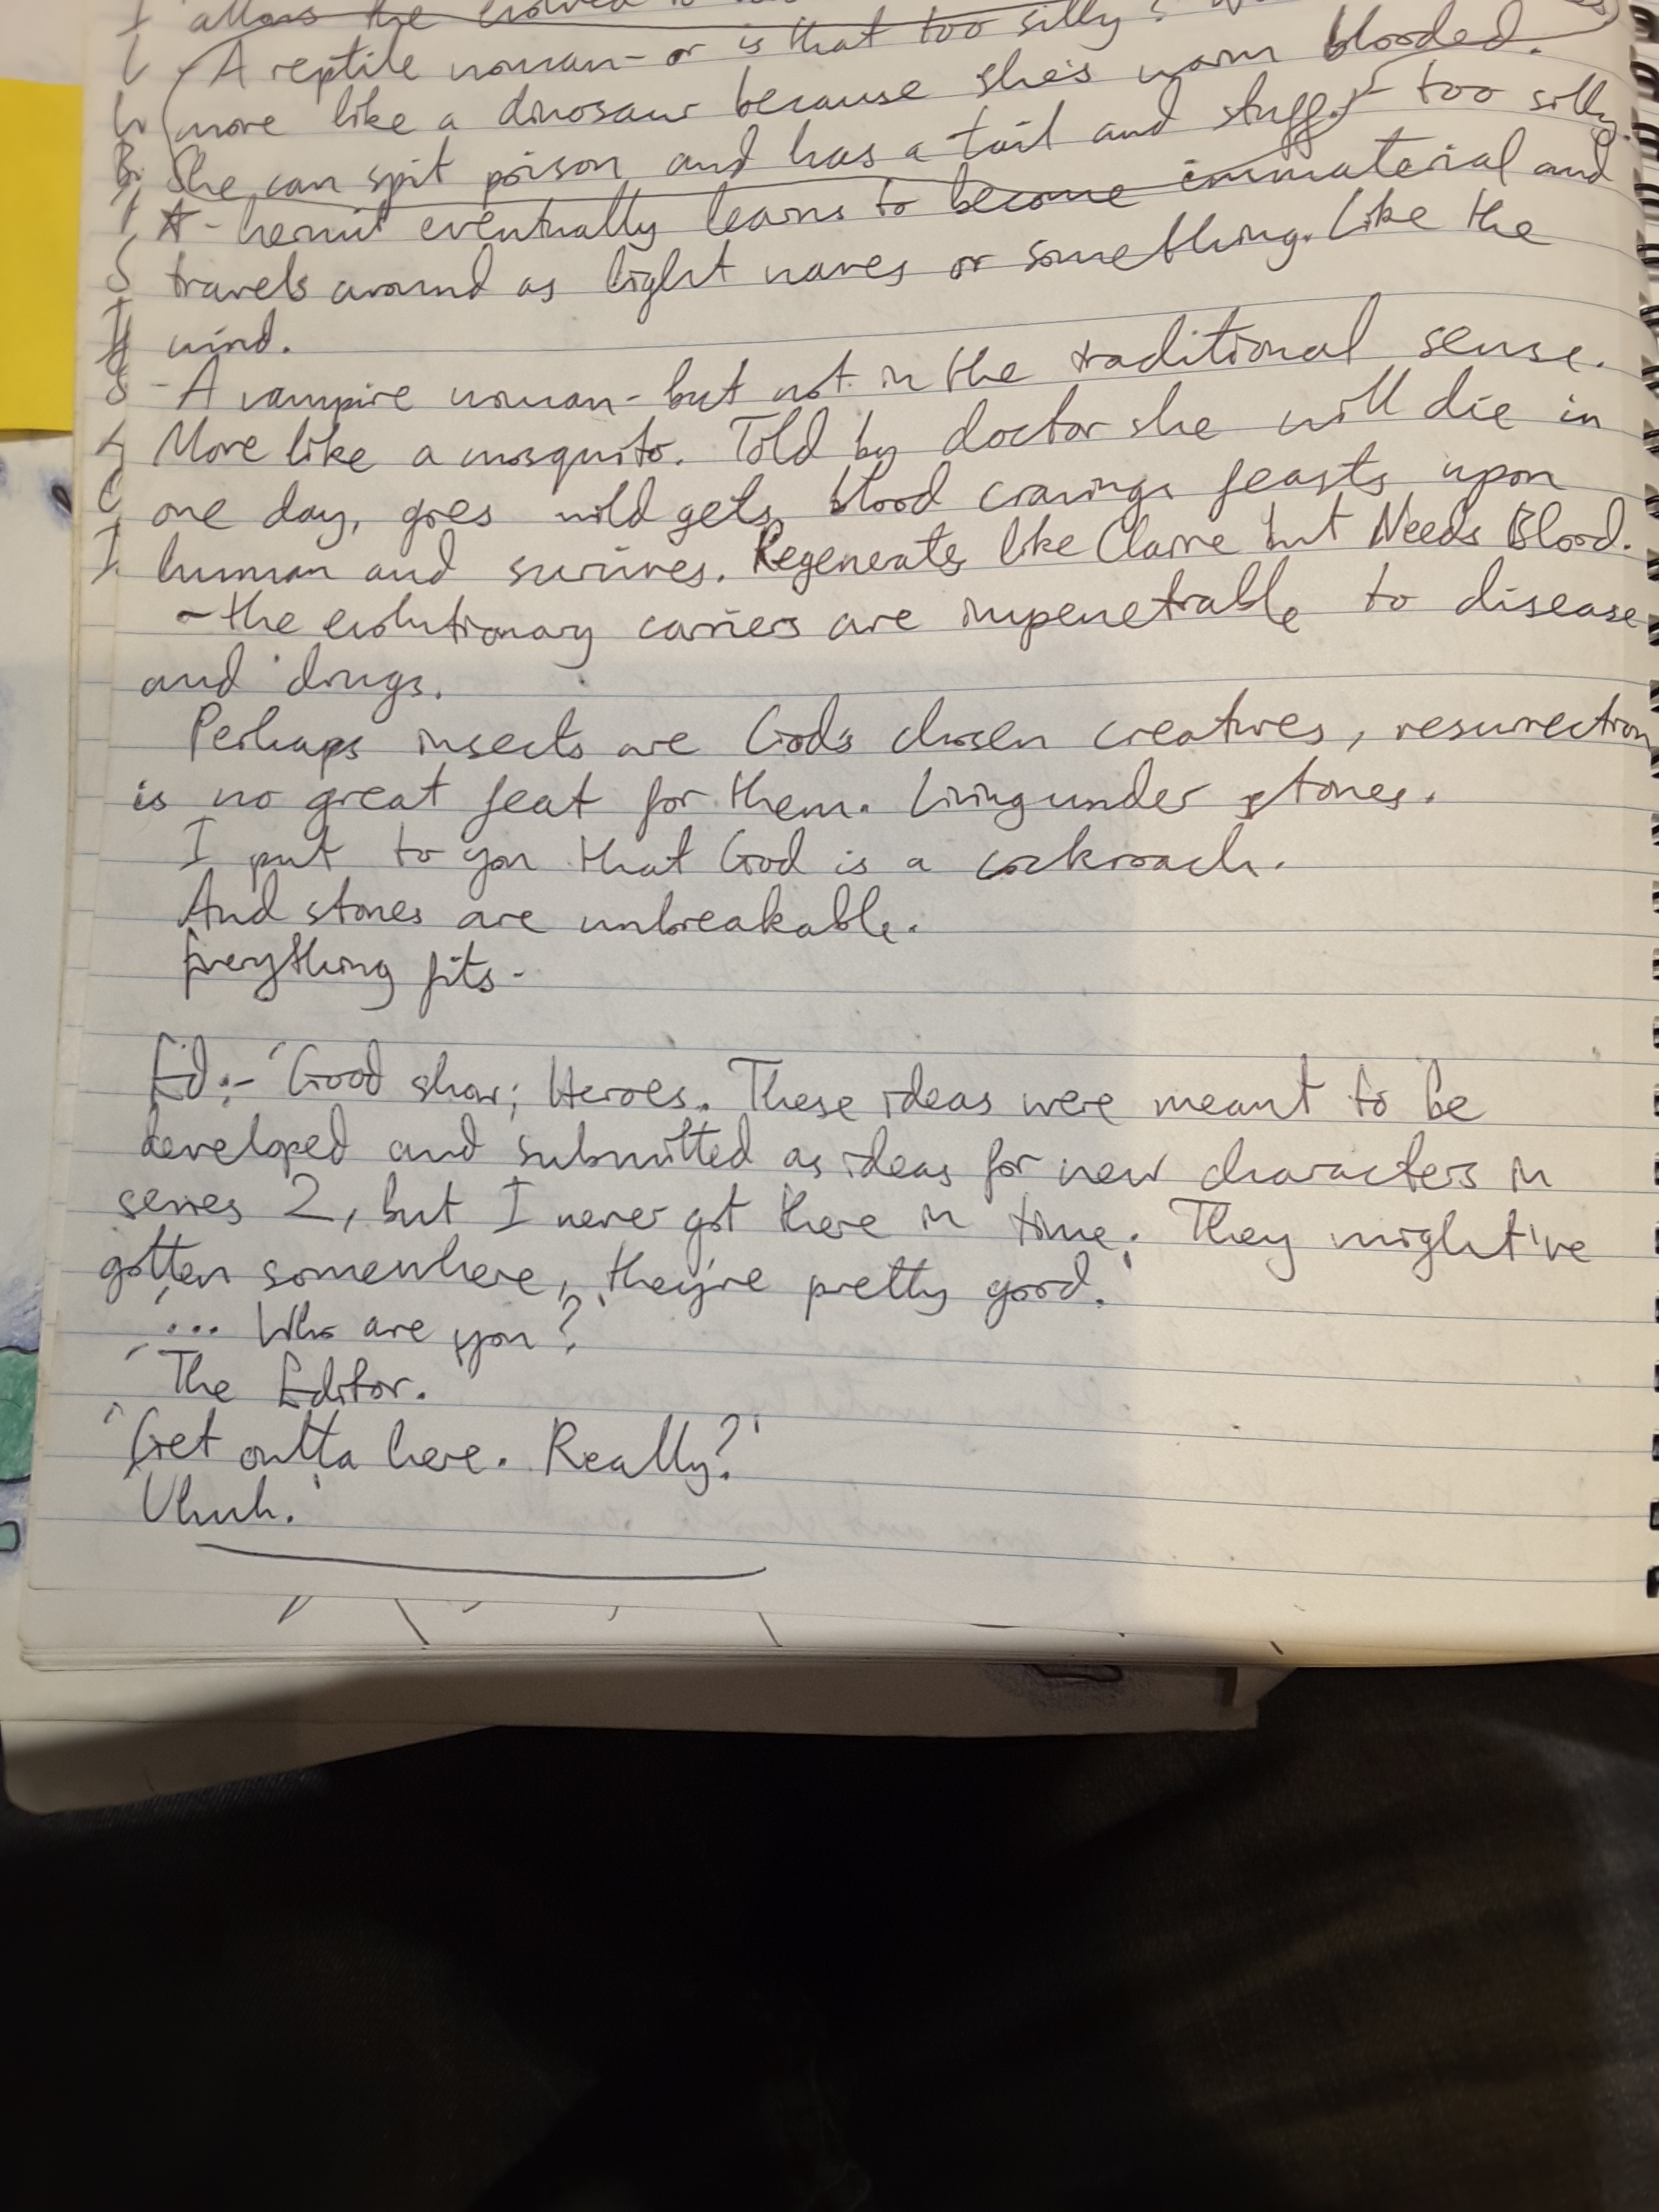 allows the evolved to
A reptile woman - or is that too silly?
more like a dinosaur because she's warm blooded.
She can spit poison and has a tail and stuff.) - too silly.
☆ - hermit eventually learns to become immaterial and
travels around as light waves or something. Like the
wind.
- A vampire woman - but not in the traditional sense.
More like a mosquito. Told by doctor she will die in
one day, goes wild gets blood cravings feasts upon
human and survives. Regenerates like Claire but Needs Blood.
- the evolutionary carriers are inpenetrable to disease
and drugs.
Perhaps insects are God's chosen creatures, resurrection
is no great feat for them. Living under stones.
I put to you that God is a cockroach.
And stones are unbreakable.
Everything fits -
Ed:- 'Good show; Heroes. These ideas were meant to be
developed and submitted as ideas for new characters in
series 2, but I never got there in time. They might've
gotten somewhere, they're pretty good.'
'... Who are you?'
'The Editor.
'Get outta here. Really?'
'Uhuh.'